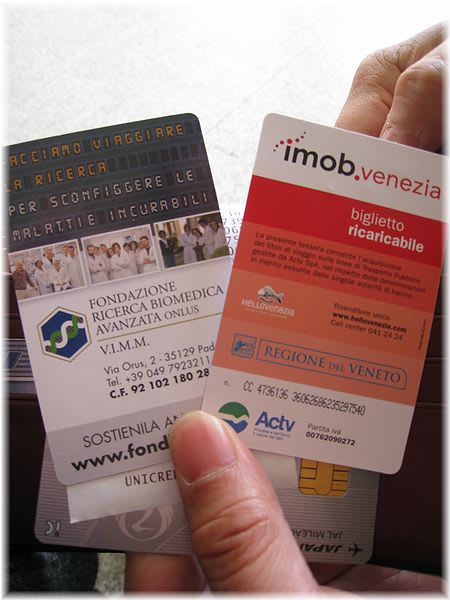 ACCIAMO VIAGGIARE
LA RICERCA
PER SCONFIGGERE LE
MALATTIE INCURABILI
FONDAZIONE
RICERCA BIOMEDICA
AVANZATA ONLUS
V.I.M.M.
Via Orus, 2 - 35129 Pad
Tel. +39 049 7923211
C.F. 92 102 180 28
SOSTIENILA AN
www.fond
UNICRE
imob.venezia
biglietto
ricaricabile
La presente tessera consente l'acquisizione
dei titoli di viaggio sulle linee di Trasporto Pubblico
gestite da Actv SpA, nel rispetto delle determinazioni
in merito assunte dalle singole autorità di bacino.
HELLOVENEZIA
Rivenditore unico
www.hellovenezia.com
Call center 041 24 24
REGIONE DEL VENETO
n. CC 4736136 36062686235297540
Actv
Partita iva
00762090272
JAPAN
JAL MILEAG